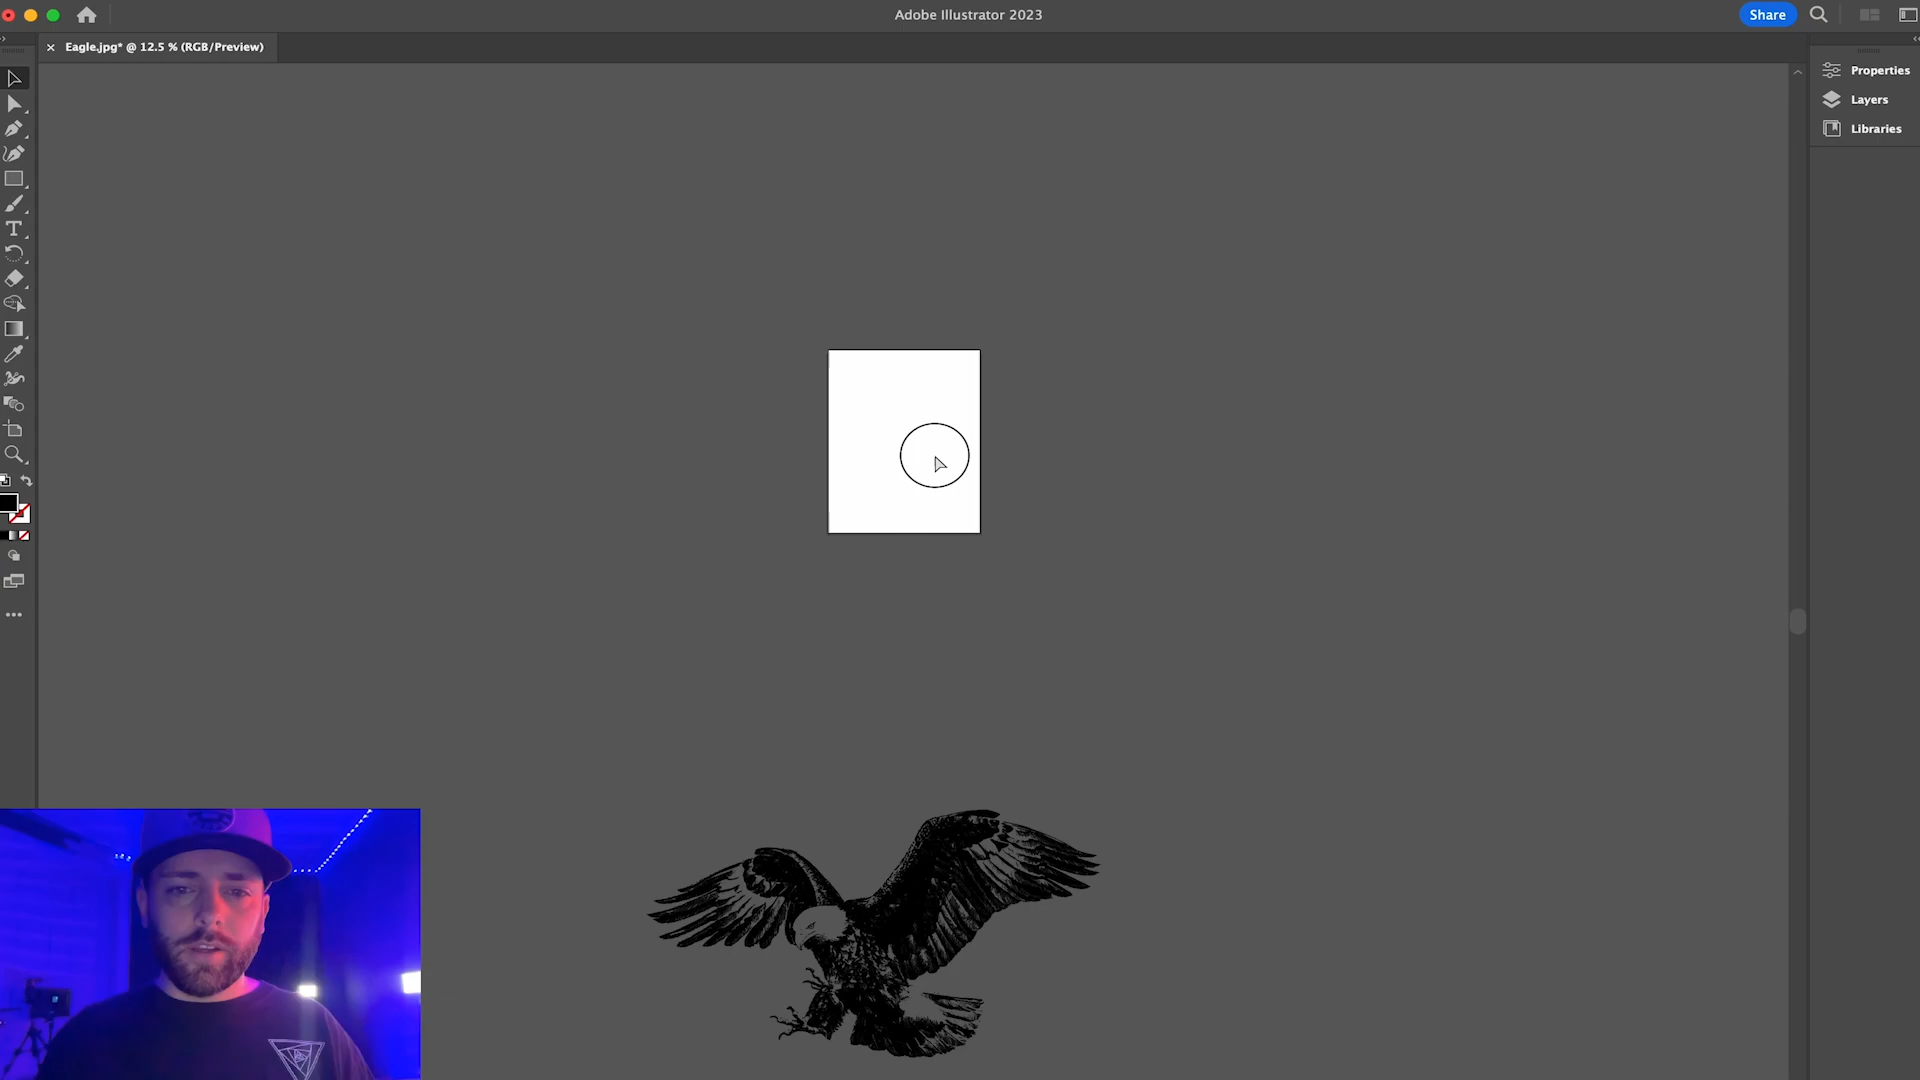 Adobe Illustrator 2023
Share
× Eagle.jpg* @ 12.5 % (RGB/Preview)
Properties
Layers
Libraries